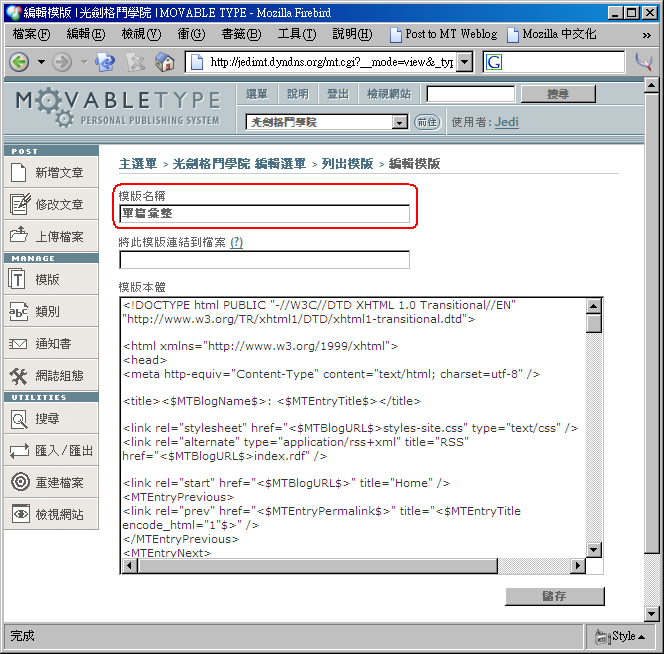 編輯模版 | 光劍格鬥學院 | MOVABLE TYPE - Mozilla Firebird
檔案(F) 編輯(E) 檢視(V) 衝(G) 書籤(B) 工具(T) 說明(H) Post to MT Weblog Mozilla 中文化 »
http://jedimt.dyndns.org/mt.cgi?__mode=view&_typ
G
MOVABLETYPE
PERSONAL PUBLISHING SYSTEM
選單 說明 登出 檢視網站 搜尋
光劍格鬥學院 前往 使用者: Jedi
POST
新增文章
修改文章
上傳檔案
MANAGE
模版
類別
通知書
網誌組態
UTILITIES
搜尋
匯入/匯出
重建檔案
檢視網站
主選單 > 光劍格鬥學院 編輯選單 > 列出模版 > 編輯模版
模版名稱
單篇彙整
將此模版連結到檔案 (?)
模版本體
<!DOCTYPE html PUBLIC "-//W3C//DTD XHTML 1.0 Transitional//EN"
"http://www.w3.org/TR/xhtml1/DTD/xhtml1-transitional.dtd">
<html xmlns="http://www.w3.org/1999/xhtml">
<head>
<meta http-equiv="Content-Type" content="text/html; charset=utf-8" />
<title><$MTBlogName$>: <$MTEntryTitle$></title>
<link rel="stylesheet" href="<$MTBlogURL$>styles-site.css" type="text/css" />
<link rel="alternate" type="application/rss+xml" title="RSS"
href="<$MTBlogURL$>index.rdf" />
<link rel="start" href="<$MTBlogURL$>" title="Home" />
<MTEntryPrevious>
<link rel="prev" href="<$MTEntryPermalink$>" title="<$MTEntryTitle
encode_html="1"$>" />
</MTEntryPrevious>
<MTEntryNext>
儲存
完成
Style